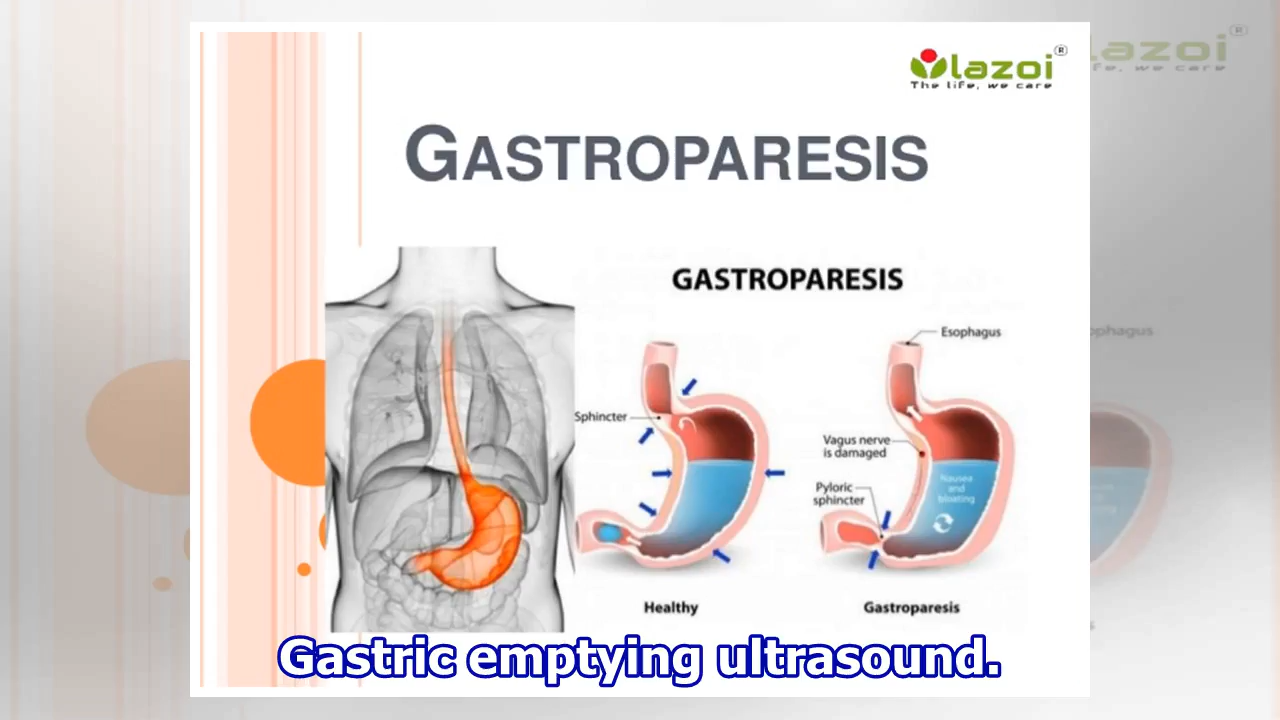 lazoi ®
The life, we care
GASTROPARESIS
GASTROPARESIS
Esophagus
Sphincter
Vagus nerve
is damaged
Nausea
and
bloating
Pyloric
sphincter
Healthy
Gastroparesis
Gastric emptying ultrasound.